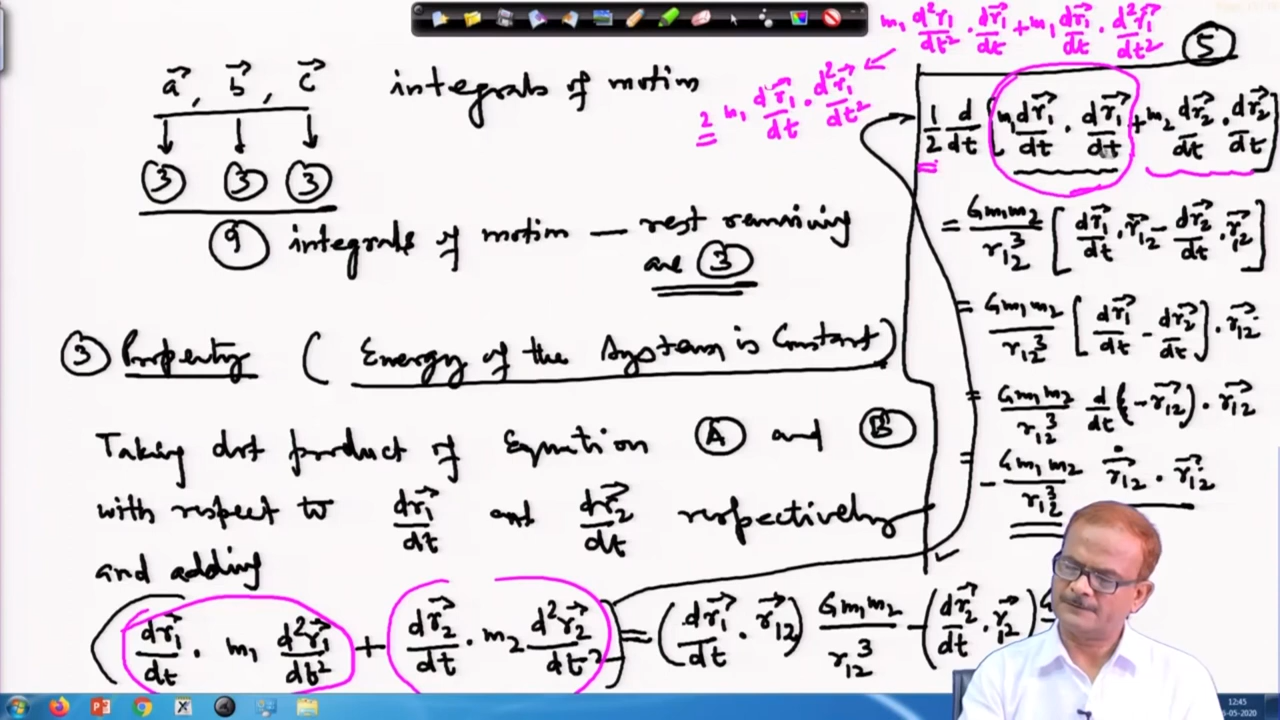 a⃗, b⃗, c⃗ integrals of motion
③ ③ ③
⑨ integrals of motion — rest remaining
are ③
③ Property ( Energy of the System is Constant )
Taking dot product of Equation Ⓐ and Ⓑ
with respect to dr⃗₁/dt and dr⃗₂/dt respectively
and adding
( dr⃗₁/dt · m₁ d²r⃗₁/dt² + dr⃗₂/dt · m₂ d²r⃗₂/dt² ) = ( dr⃗₁/dt · r⃗₁₂ ) Gm₁m₂/r₁₂³ − ( dr⃗₂/dt · r⃗₁₂ )
m₁ d²r⃗₁/dt² · dr⃗₁/dt + m₁ dr⃗₁/dt · d²r⃗₁/dt²
⑤
2 m₁ dr⃗₁/dt · d²r⃗₁/dt²
1/2 d/dt [ m₁ dr⃗₁/dt · dr⃗₁/dt + m₂ dr⃗₂/dt · dr⃗₂/dt ]
= Gm₁m₂/r₁₂³ [ dr⃗₁/dt · r⃗₁₂ − dr⃗₂/dt · r⃗₁₂ ]
= Gm₁m₂/r₁₂³ [ dr⃗₁/dt − dr⃗₂/dt ] · r⃗₁₂
= Gm₁m₂/r₁₂³ d/dt (−r⃗₁₂) · r⃗₁₂
= − Gm₁m₂/r₁₂³ ṙ⃗₁₂ · r⃗₁₂
12:45
-05-2020